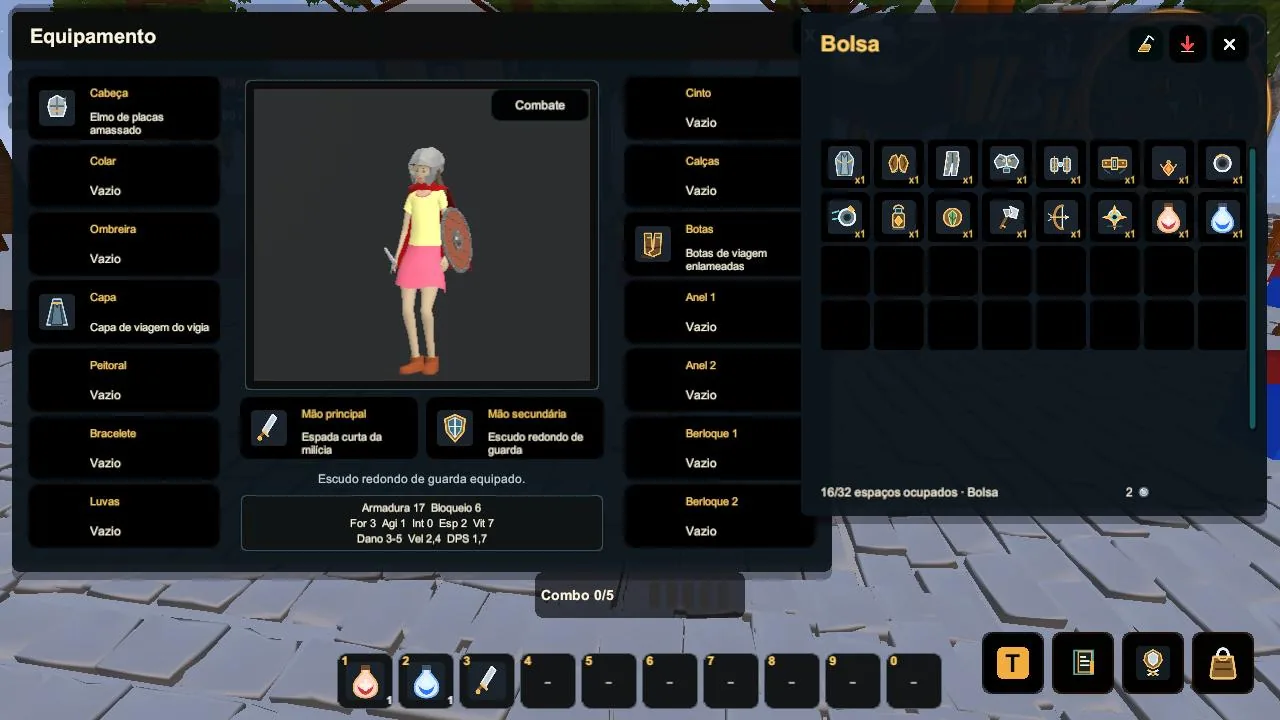 Equipamento
Cabeça
Elmo de placas
amassado
Colar
Vazio
Ombreira
Vazio
Capa
Capa de viagem do vigia
Peitoral
Vazio
Bracelete
Vazio
Luvas
Vazio
Combate
Mão principal
Espada curta da
milícia
Mão secundária
Escudo redondo de
guarda
Escudo redondo de guarda equipado.
Armadura 17 Bloqueio 6
For 3 Agi 1 Int 0 Esp 2 Vit 7
Dano 3-5 Vel 2,4 DPS 1,7
Cinto
Vazio
Calças
Vazio
Botas
Botas de viagem
enlameadas
Anel 1
Vazio
Anel 2
Vazio
Berloque 1
Vazio
Berloque 2
Vazio
Bolsa
x1 x1 x1 x1 x1 x1 x1 x1
x1 x1 x1 x1 x1 x1 x1 x1
16/32 espaços ocupados · Bolsa
2
Combo 0/5
1 2 3 4 5 6 7 8 9 0
1 1 - - - - - - -
T